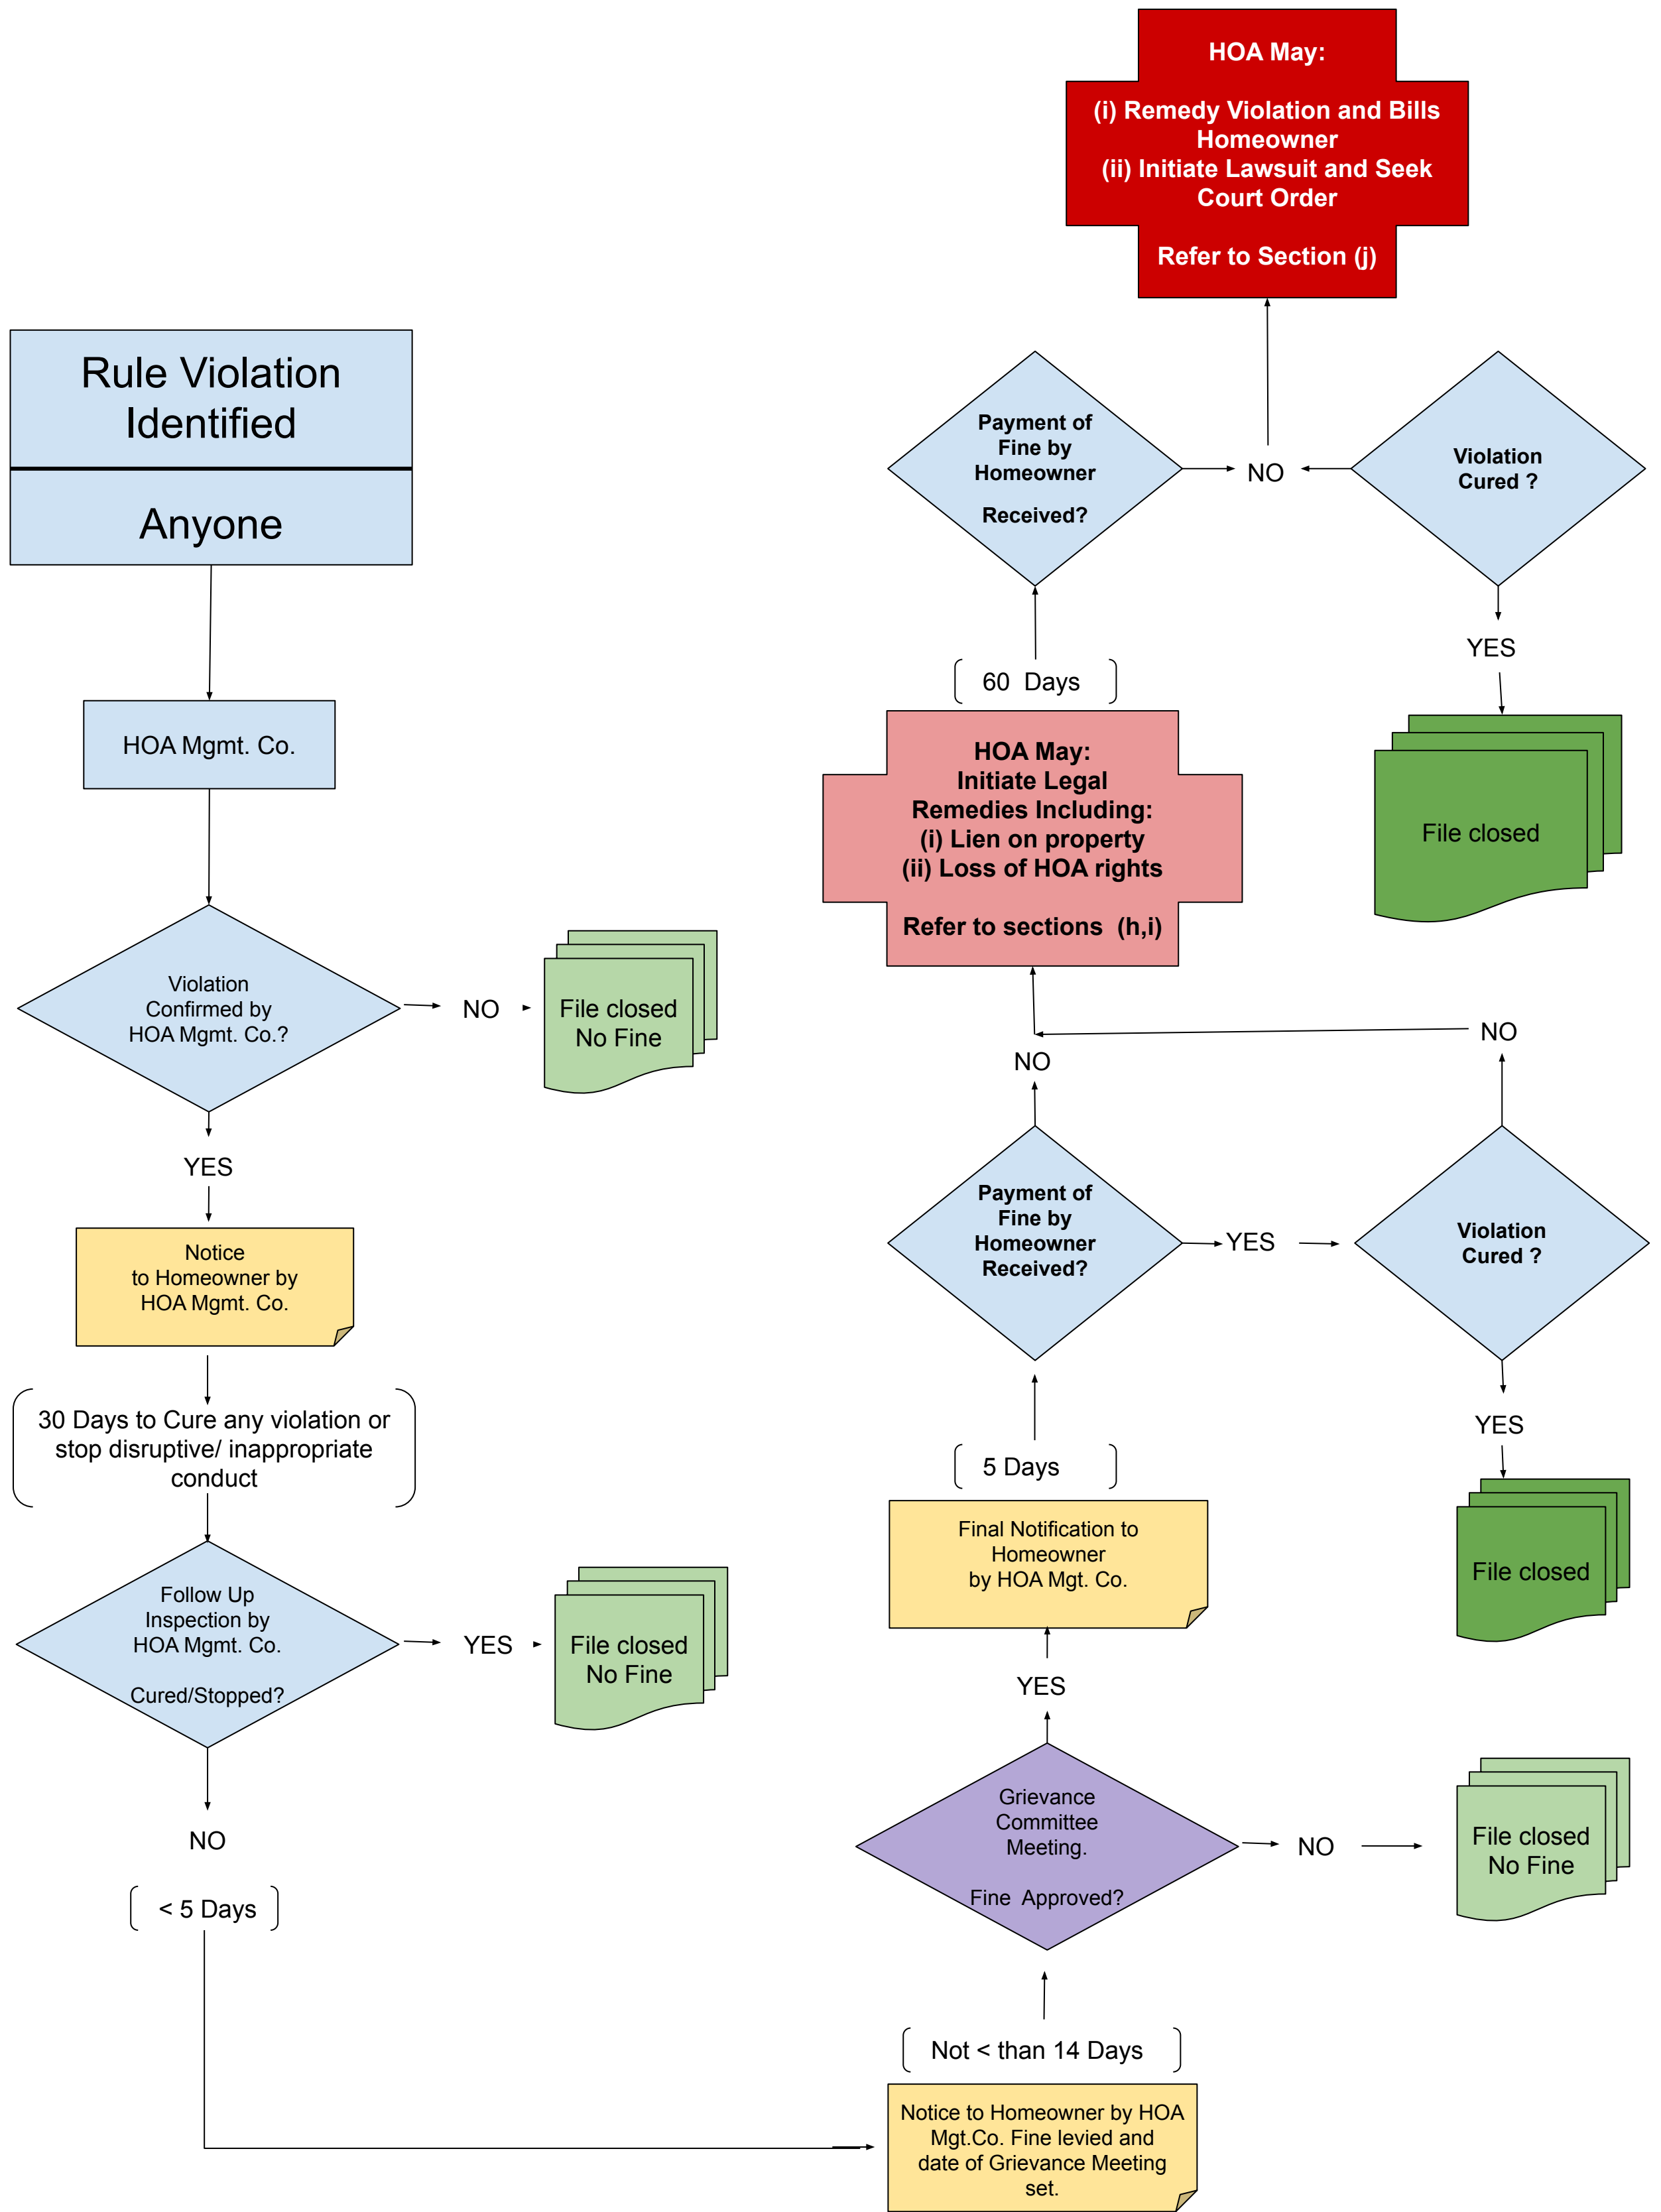 Rule Violation
Identified
Anyone
HOA Mgmt. Co.
Violation
Confirmed by
HOA Mgmt. Co.?
NO
File closed
No Fine
YES
Notice
to Homeowner by
HOA Mgmt. Co.
30 Days to Cure any violation or
stop disruptive/ inappropriate
conduct
Follow Up
Inspection by
HOA Mgmt. Co.
Cured/Stopped?
YES
File closed
No Fine
NO
< 5 Days
Notice to Homeowner by HOA
Mgt.Co. Fine levied and
date of Grievance Meeting
set.
Not < than 14 Days
Grievance
Committee
Meeting.
Fine Approved?
NO
File closed
No Fine
YES
Final Notification to
Homeowner
by HOA Mgt. Co.
5 Days
Payment of
Fine by
Homeowner
Received?
YES
Violation
Cured ?
YES
File closed
NO
NO
HOA May:
Initiate Legal
Remedies Including:
(i) Lien on property
(ii) Loss of HOA rights
Refer to sections (h,i)
60 Days
Payment of
Fine by
Homeowner
Received?
NO
Violation
Cured ?
YES
File closed
HOA May:
(i) Remedy Violation and Bills
Homeowner
(ii) Initiate Lawsuit and Seek
Court Order
Refer to Section (j)